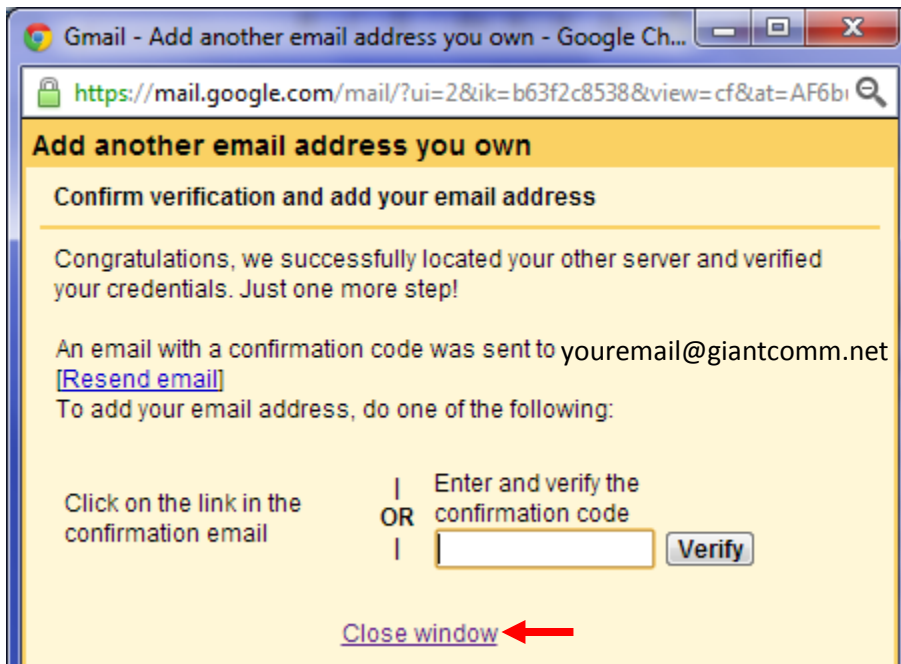 Gmail - Add another email address you own - Google Ch...
https://mail.google.com/mail/?ui=2&ik=b63f2c8538&view=cf&at=AF6b
Add another email address you own
Confirm verification and add your email address
Congratulations, we successfully located your other server and verified
your credentials. Just one more step!
An email with a confirmation code was sent to youremail@giantcomm.net
[Resend email]
To add your email address, do one of the following:
Click on the link in the
confirmation email
|
OR
|
Enter and verify the
confirmation code
Verify
Close window